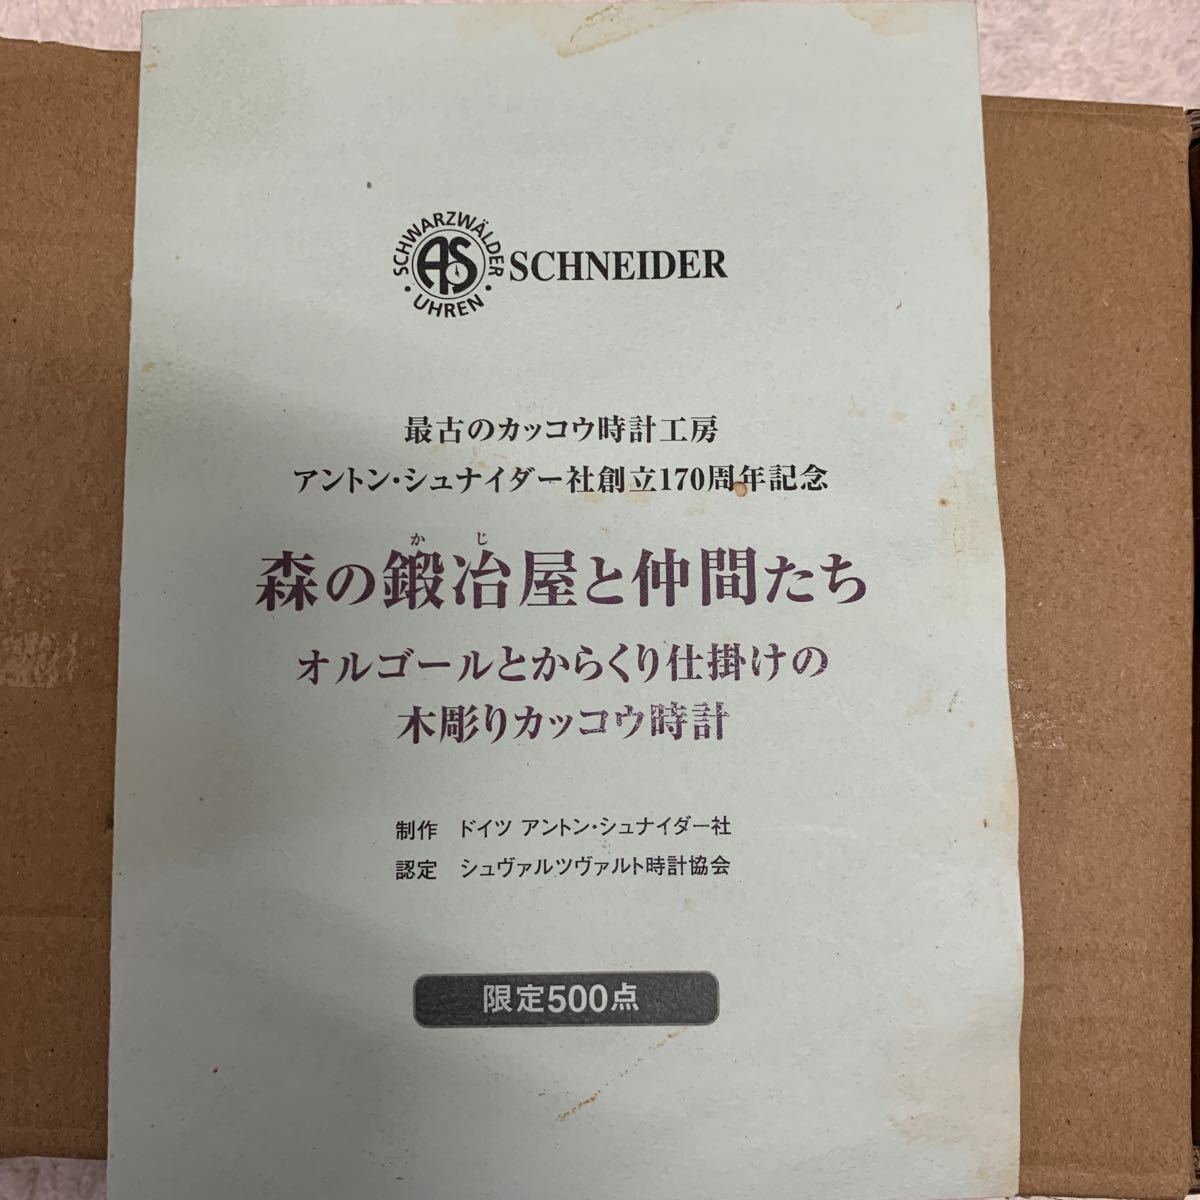 SCHWARZWÄLDER
AS
UHREN
SCHNEIDER
最古のカッコウ時計工房
アントン・シュナイダー社創立170周年記念
かじ
森の鍛冶屋と仲間たち
オルゴールとからくり仕掛けの
木彫りカッコウ時計
制作 ドイツ アントン・シュナイダー社
認定 シュヴァルツヴァルト時計協会
限定500点